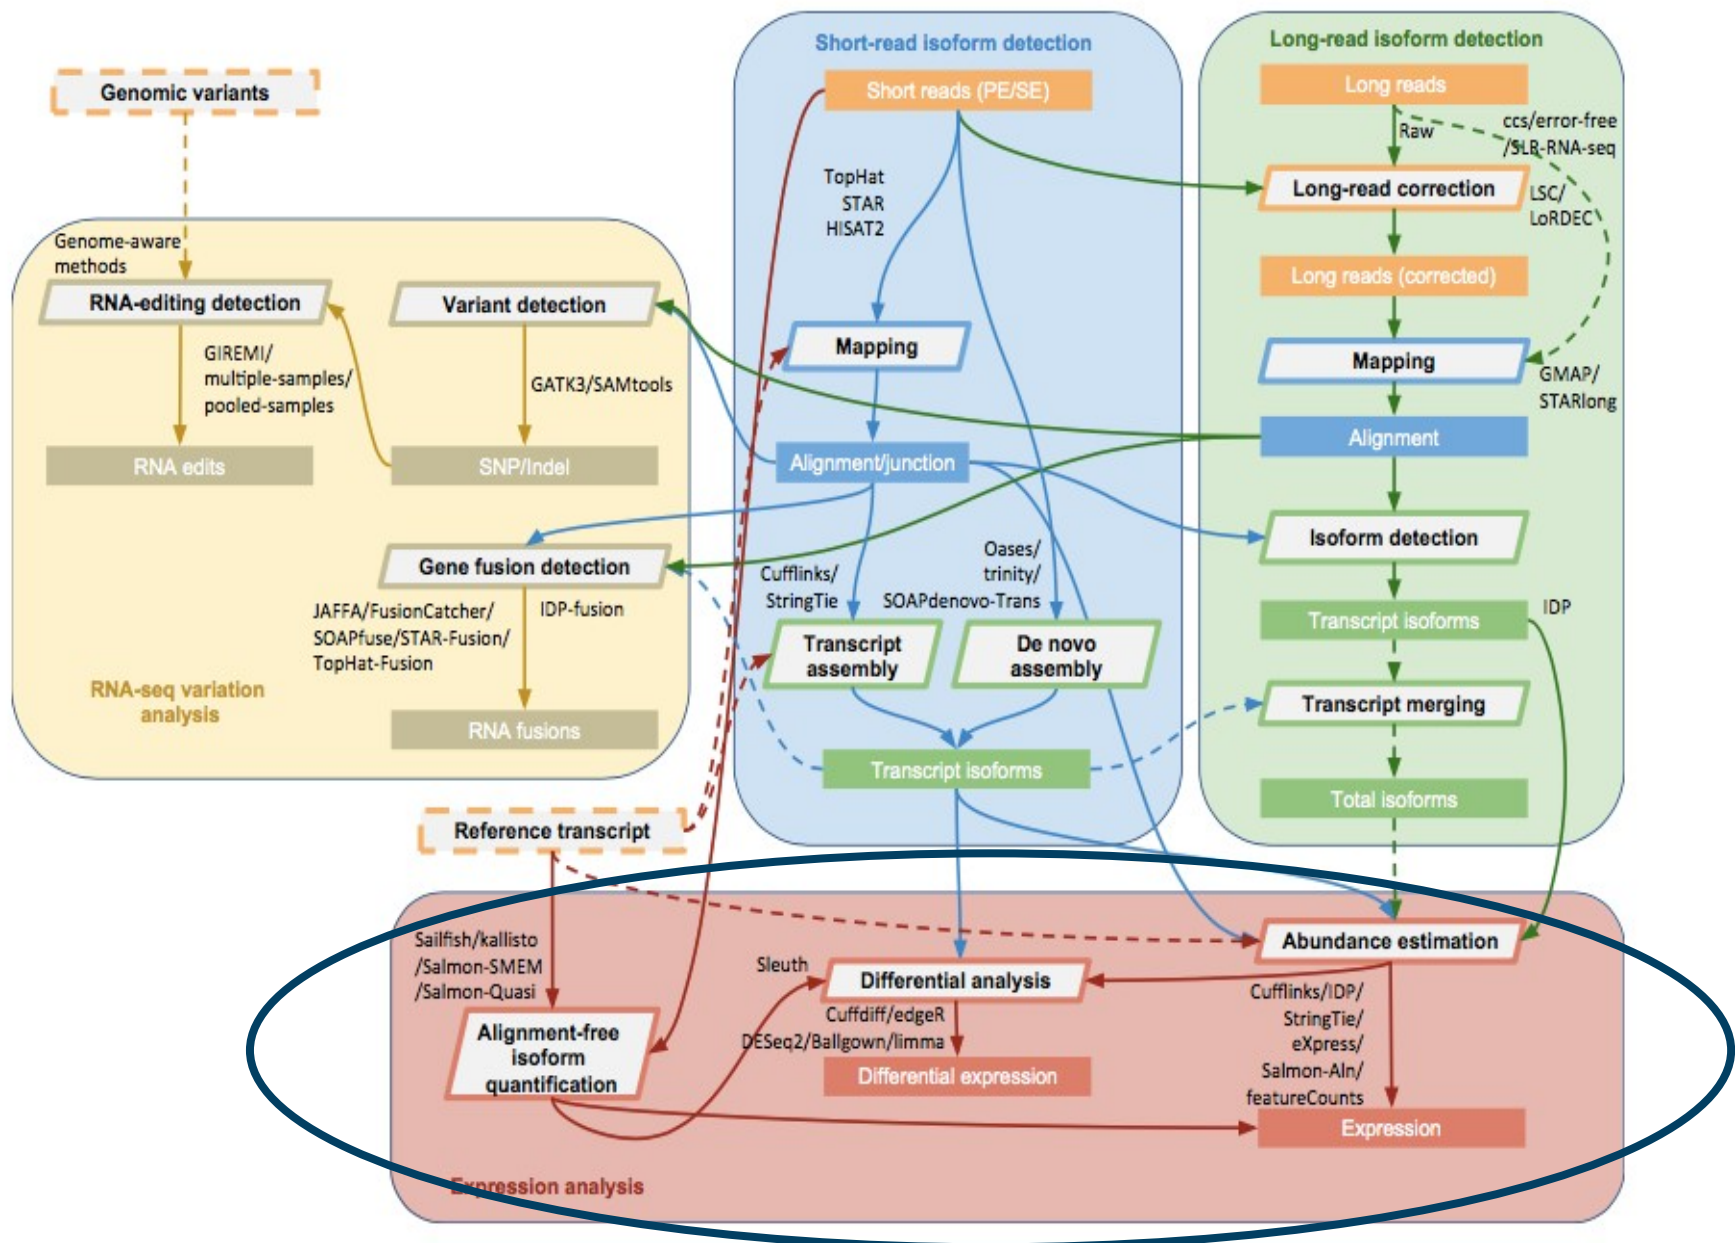 Short-read isoform detection
Long-read isoform detection
Genomic variants
Short reads (PE/SE)
Long reads
Raw
ccs/error-free
/SLR-RNA-seq
TopHat
STAR
HISAT2
Long-read correction
LSC/
LoRDEC
Genome-aware
methods
Long reads (corrected)
RNA-editing detection
Variant detection
Mapping
Mapping
GIREMI/
multiple-samples/
pooled-samples
GATK3/SAMtools
GMAP/
STARlong
RNA edits
SNP/Indel
Alignment/junction
Alignment
Isoform detection
Gene fusion detection
Cufflinks/
StringTie
Oases/
trinity/
SOAPdenovo-Trans
JAFFA/FusionCatcher/
SOAPfuse/STAR-Fusion/
TopHat-Fusion
IDP-fusion
Transcript isoforms
IDP
Transcript
assembly
De novo
assembly
RNA-seq variation
analysis
Transcript merging
RNA fusions
Transcript isoforms
Total isoforms
Reference transcript
Sailfish/kallisto
/Salmon-SMEM
/Salmon-Quasi
Sleuth
Differential analysis
Abundance estimation
Cuffdiff/edgeR
DESeq2/Ballgown/limma
Cufflinks/IDP/
StringTie/
eXpress/
Salmon-Aln/
featureCounts
Alignment-free
isoform
quantification
Differential expression
Expression
Expression analysis